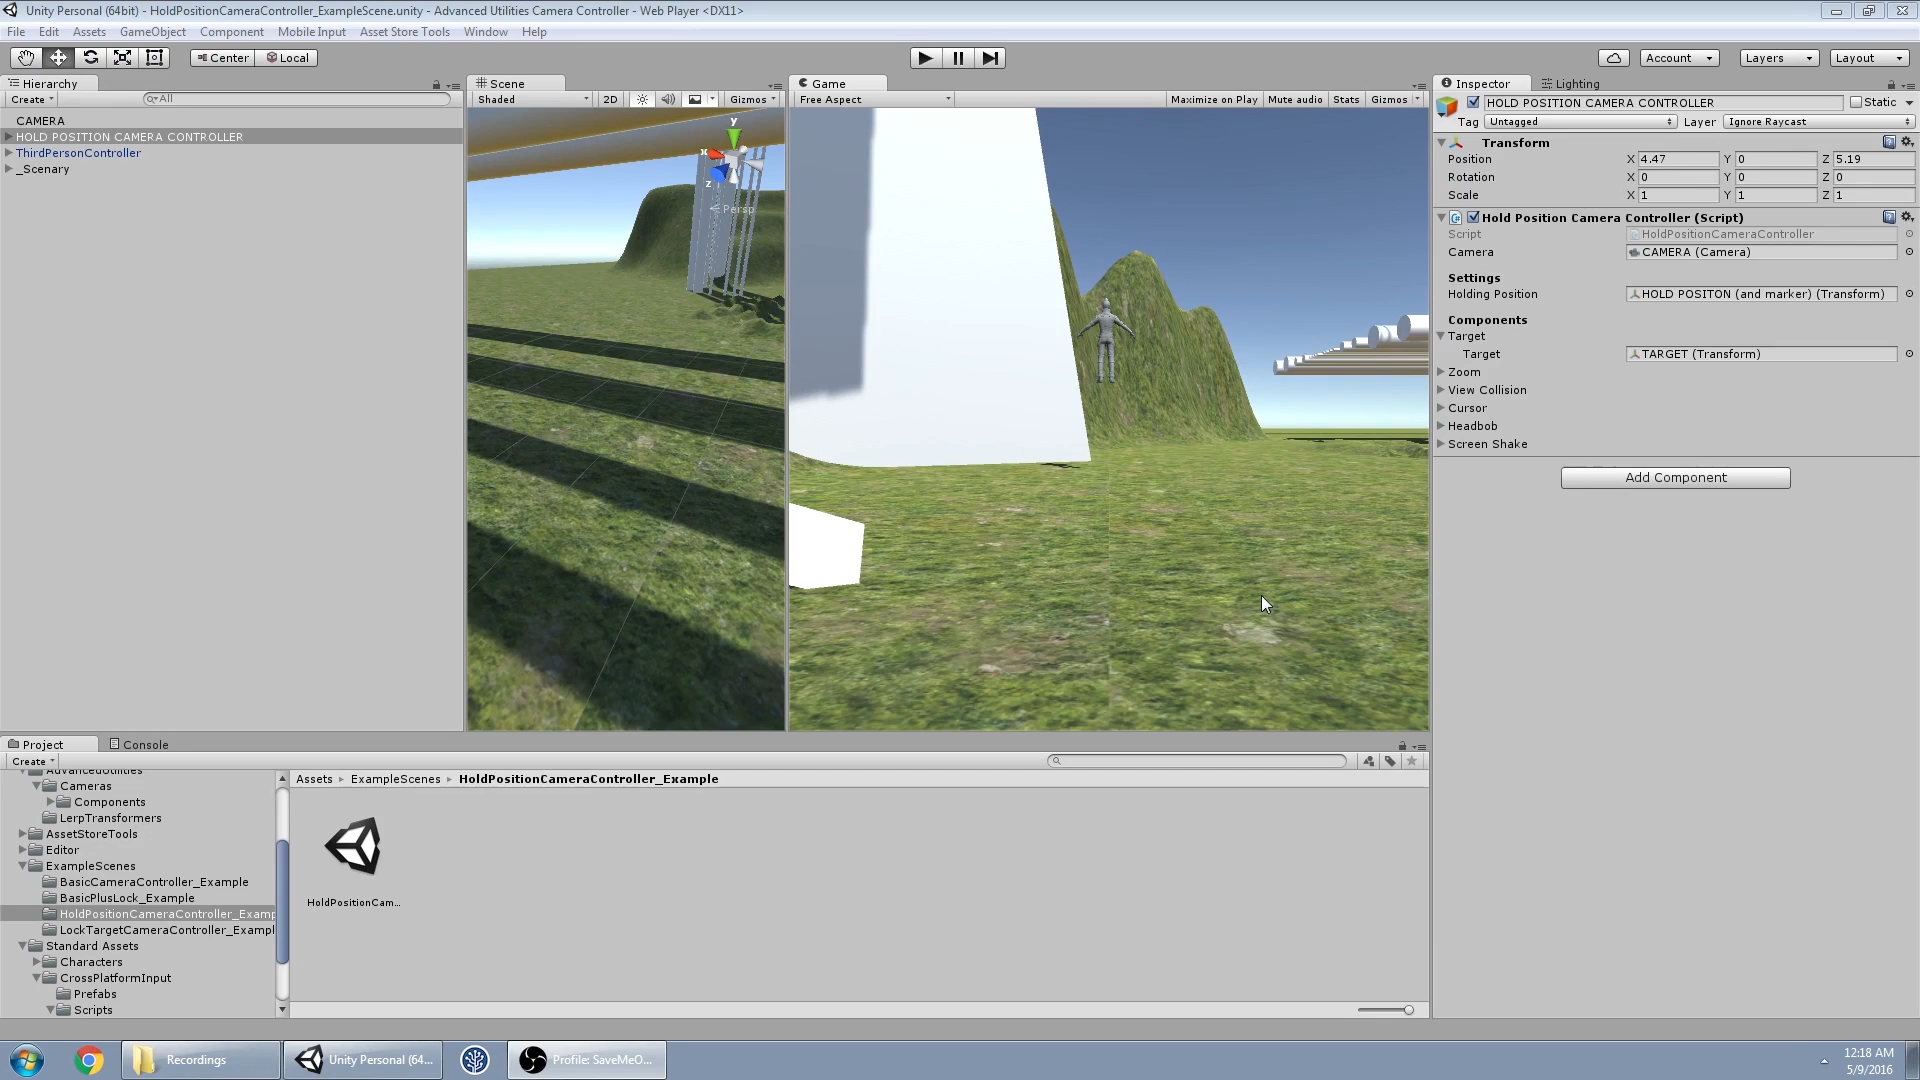 Unity Personal (64bit) - HoldPositionCameraController_ExampleScene.unity - Advanced Utilities Camera Controller - Web Player <DX11>
File Edit Assets GameObject Component Mobile Input Asset Store Tools Window Help
Center Local Account Layers Layout
Hierarchy
Create All
CAMERA
HOLD POSITION CAMERA CONTROLLER
ThirdPersonController
_Scenary
Scene
Shaded 2D Gizmos
y
x
z
Persp
Game
Free Aspect Maximize on Play Mute audio Stats Gizmos
Inspector Lighting
HOLD POSITION CAMERA CONTROLLER Static
Tag Untagged Layer Ignore Raycast
Transform
Position X 4.47 Y 0 Z 5.19
Rotation X 0 Y 0 Z 0
Scale X 1 Y 1 Z 1
Hold Position Camera Controller (Script)
Script HoldPositionCameraController
Camera CAMERA (Camera)
Settings
Holding Position HOLD POSITON (and marker) (Transform)
Components
Target
Target TARGET (Transform)
Zoom
View Collision
Cursor
Headbob
Screen Shake
Add Component
Project Console
Create
AdvancedUtilities
Cameras
Components
LerpTransformers
AssetStoreTools
Editor
ExampleScenes
BasicCameraController_Example
BasicPlusLock_Example
HoldPositionCameraController_Examp
LockTargetCameraController_Exampl
Standard Assets
Characters
CrossPlatformInput
Prefabs
Scripts
Assets ▸ ExampleScenes ▸ HoldPositionCameraController_Example
HoldPositionCam...
Recordings
Unity Personal (64...
Profile: SaveMeO...
12:18 AM
5/9/2016